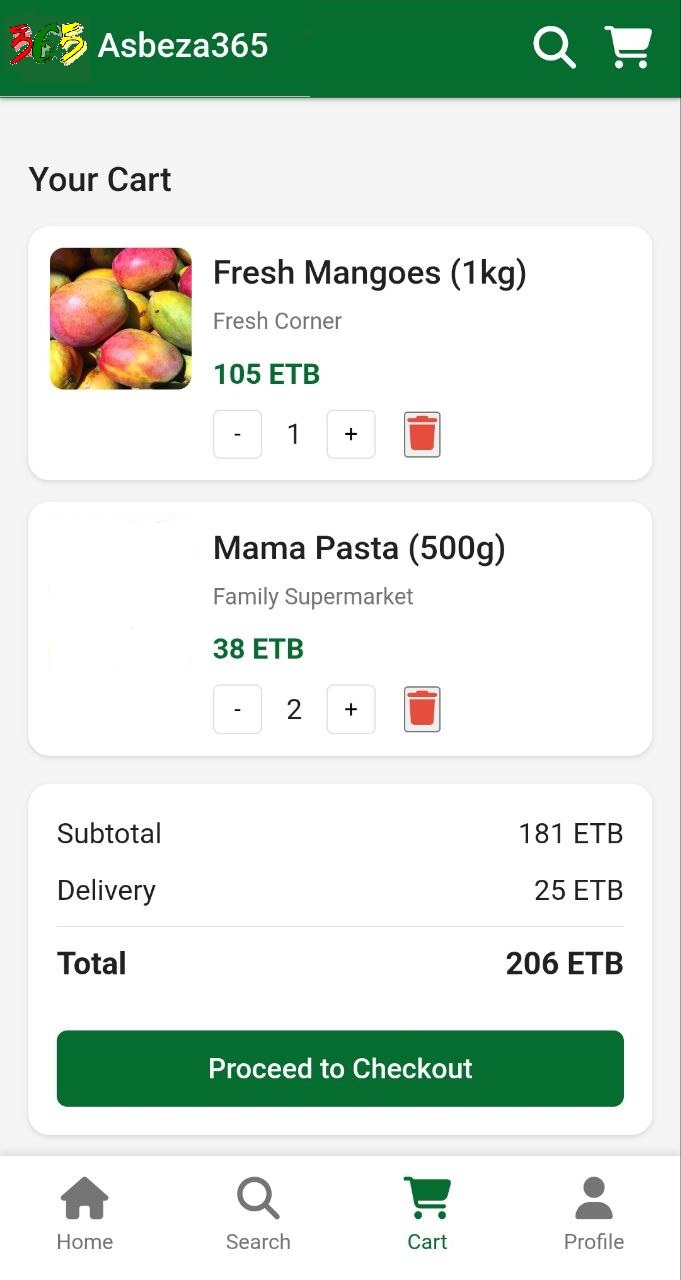 365 Asbeza365
Your Cart
Fresh Mangoes (1kg)
Fresh Corner
105 ETB
- 1 +
Mama Pasta (500g)
Family Supermarket
38 ETB
- 2 +
Subtotal 181 ETB
Delivery 25 ETB
Total 206 ETB
Proceed to Checkout
Home Search Cart Profile